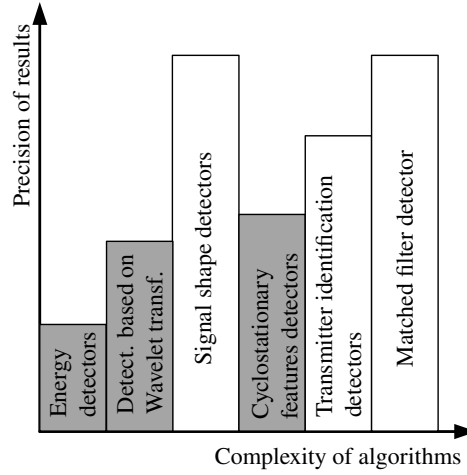 Precision of results
Energy
detectors
Detect. based on
Wavelet transf.
Signal shape detectors
Cyclostationary
features detectors
Transmitter identification
detectors
Matched filter detector
Complexity of algorithms